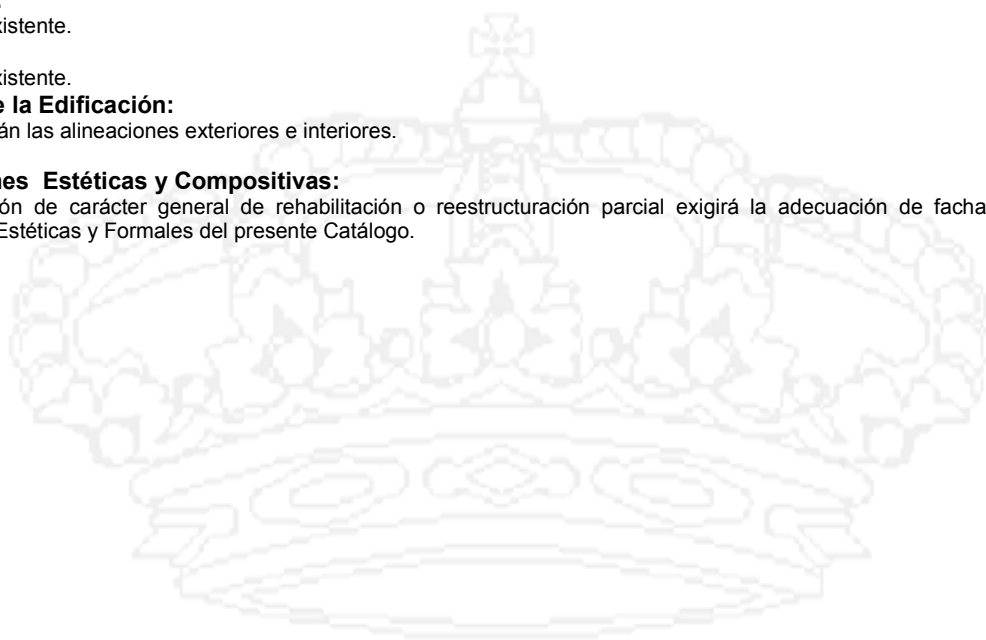 xistente.
xistente.
e la Edificación:
án las alineaciones exteriores e interiores.
nes Estéticas y Compositivas:
ón de carácter general de rehabilitación o reestructuración parcial exigirá la adecuación de facha
Estéticas y Formales del presente Catálogo.